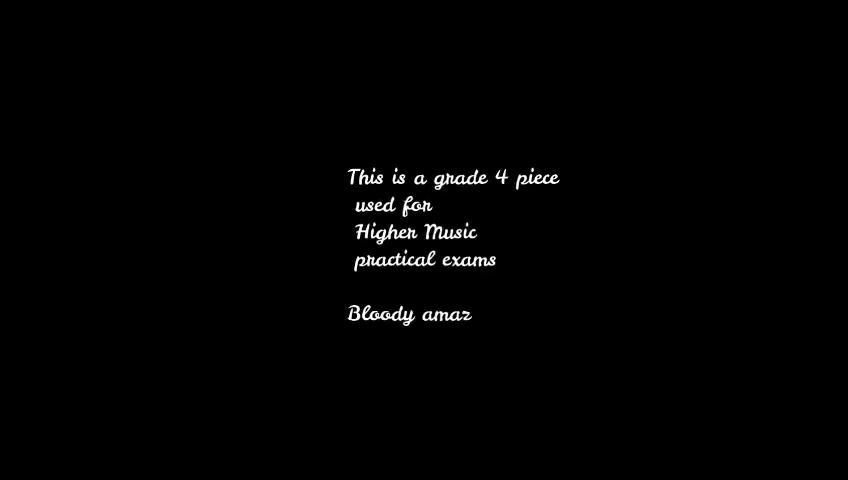 This is a grade 4 piece
used for
Higher Music
practical exams
Bloody amaz